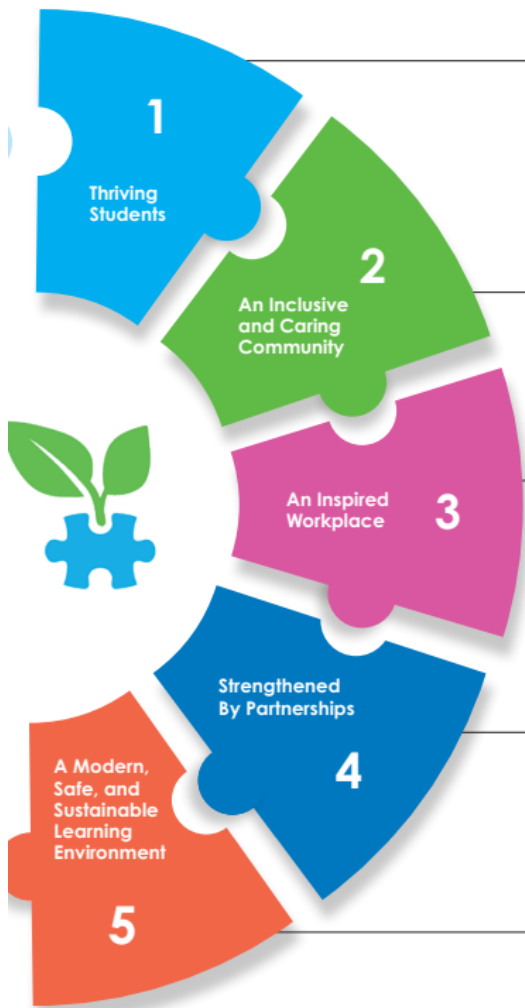 1
Thriving
Students
2
An Inclusive
and Caring
Community
An Inspired
Workplace
3
Strengthened
By Partnerships
4
A Modern,
Safe, and
Sustainable
Learning
Environment
5